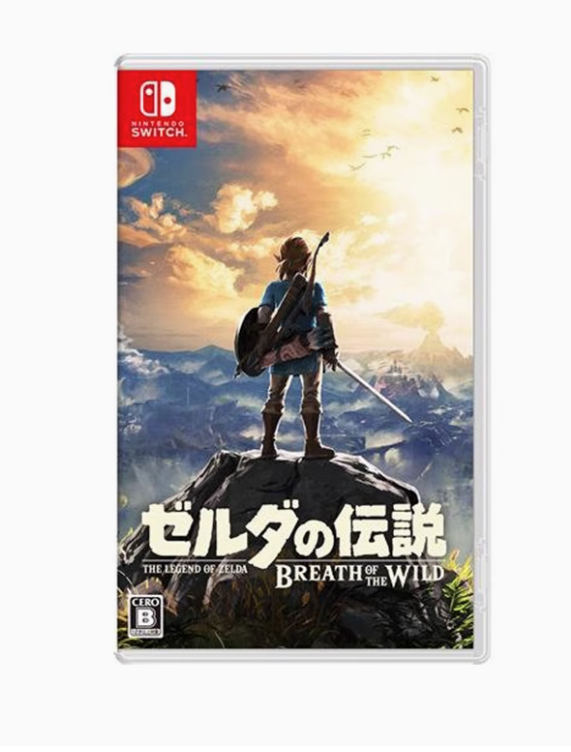 NINTENDO
SWITCH.
ゼルダの伝説
THE LEGEND OF ZELDA
BREATH OF THE WILD
CERO
B